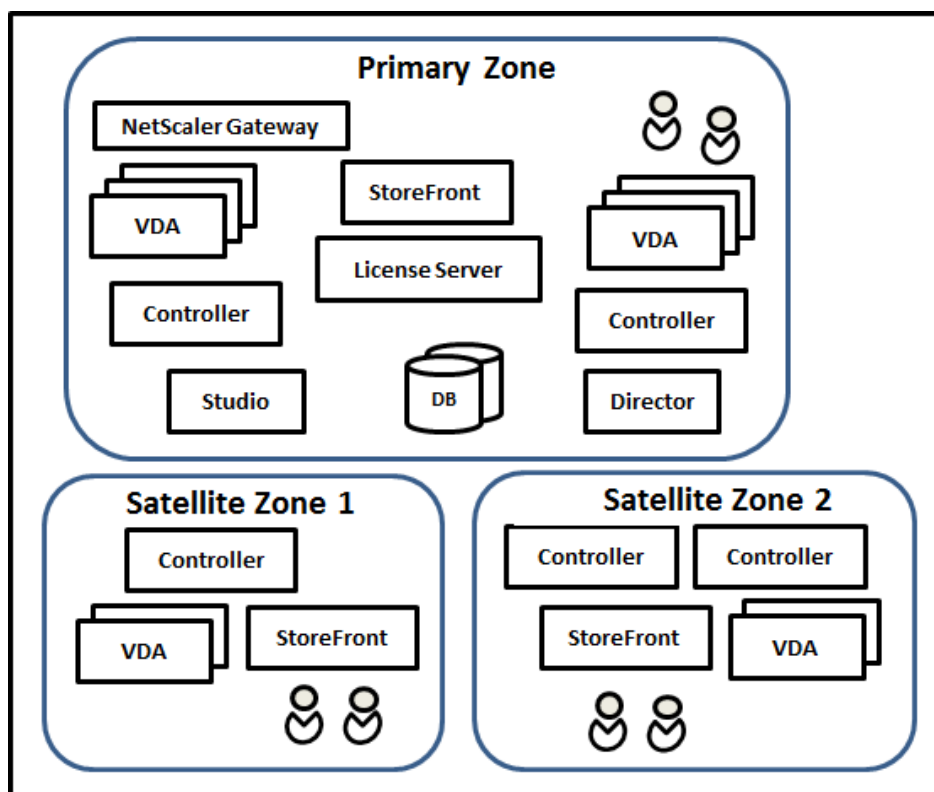 Primary Zone
NetScaler Gateway
StoreFront
VDA
VDA
License Server
Controller
Controller
Studio
DB
Director
Satellite Zone 1
Controller
VDA
StoreFront
Satellite Zone 2
Controller
Controller
StoreFront
VDA